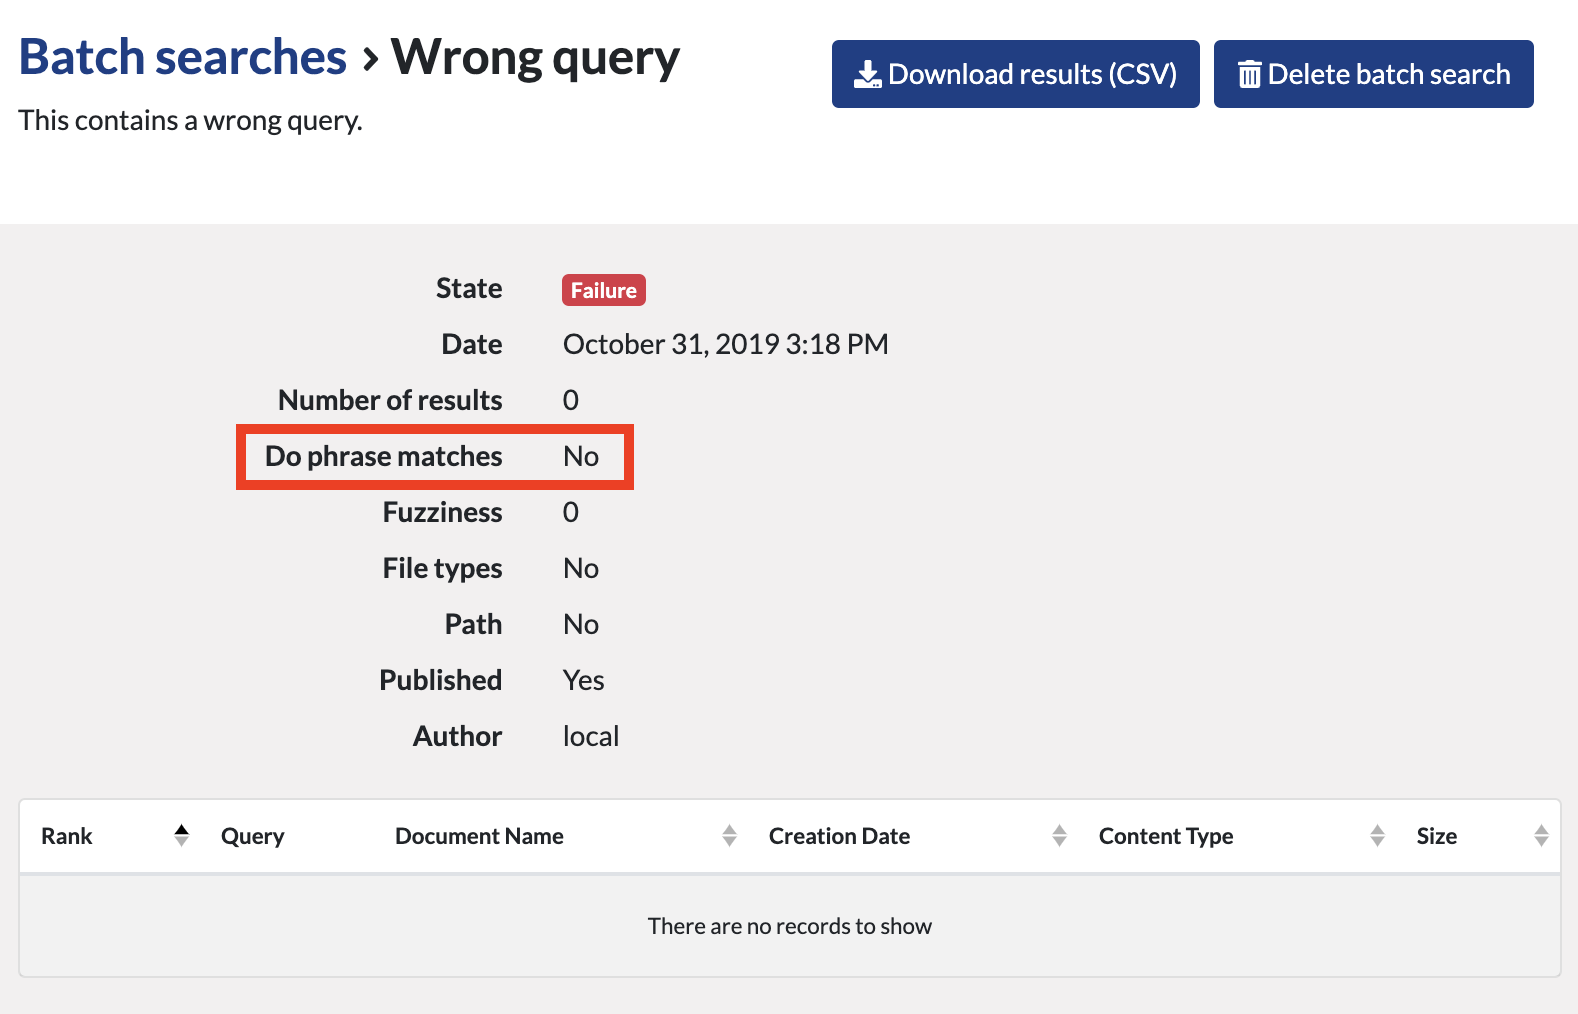 Batch searches › Wrong query
Download results (CSV)
Delete batch search
This contains a wrong query.
State Failure
Date October 31, 2019 3:18 PM
Number of results 0
Do phrase matches No
Fuzziness 0
File types No
Path No
Published Yes
Author local
Rank Query Document Name Creation Date Content Type Size
There are no records to show